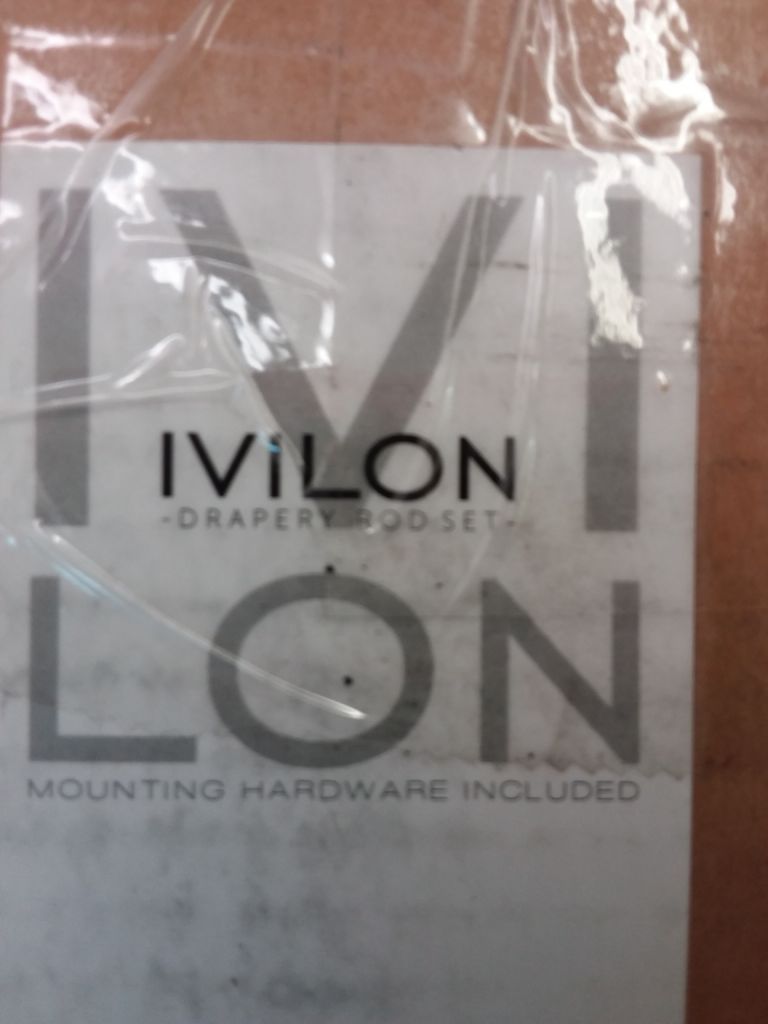 IVI
IVILON
-DRAPERY ROD SET-
LON
MOUNTING HARDWARE INCLUDED